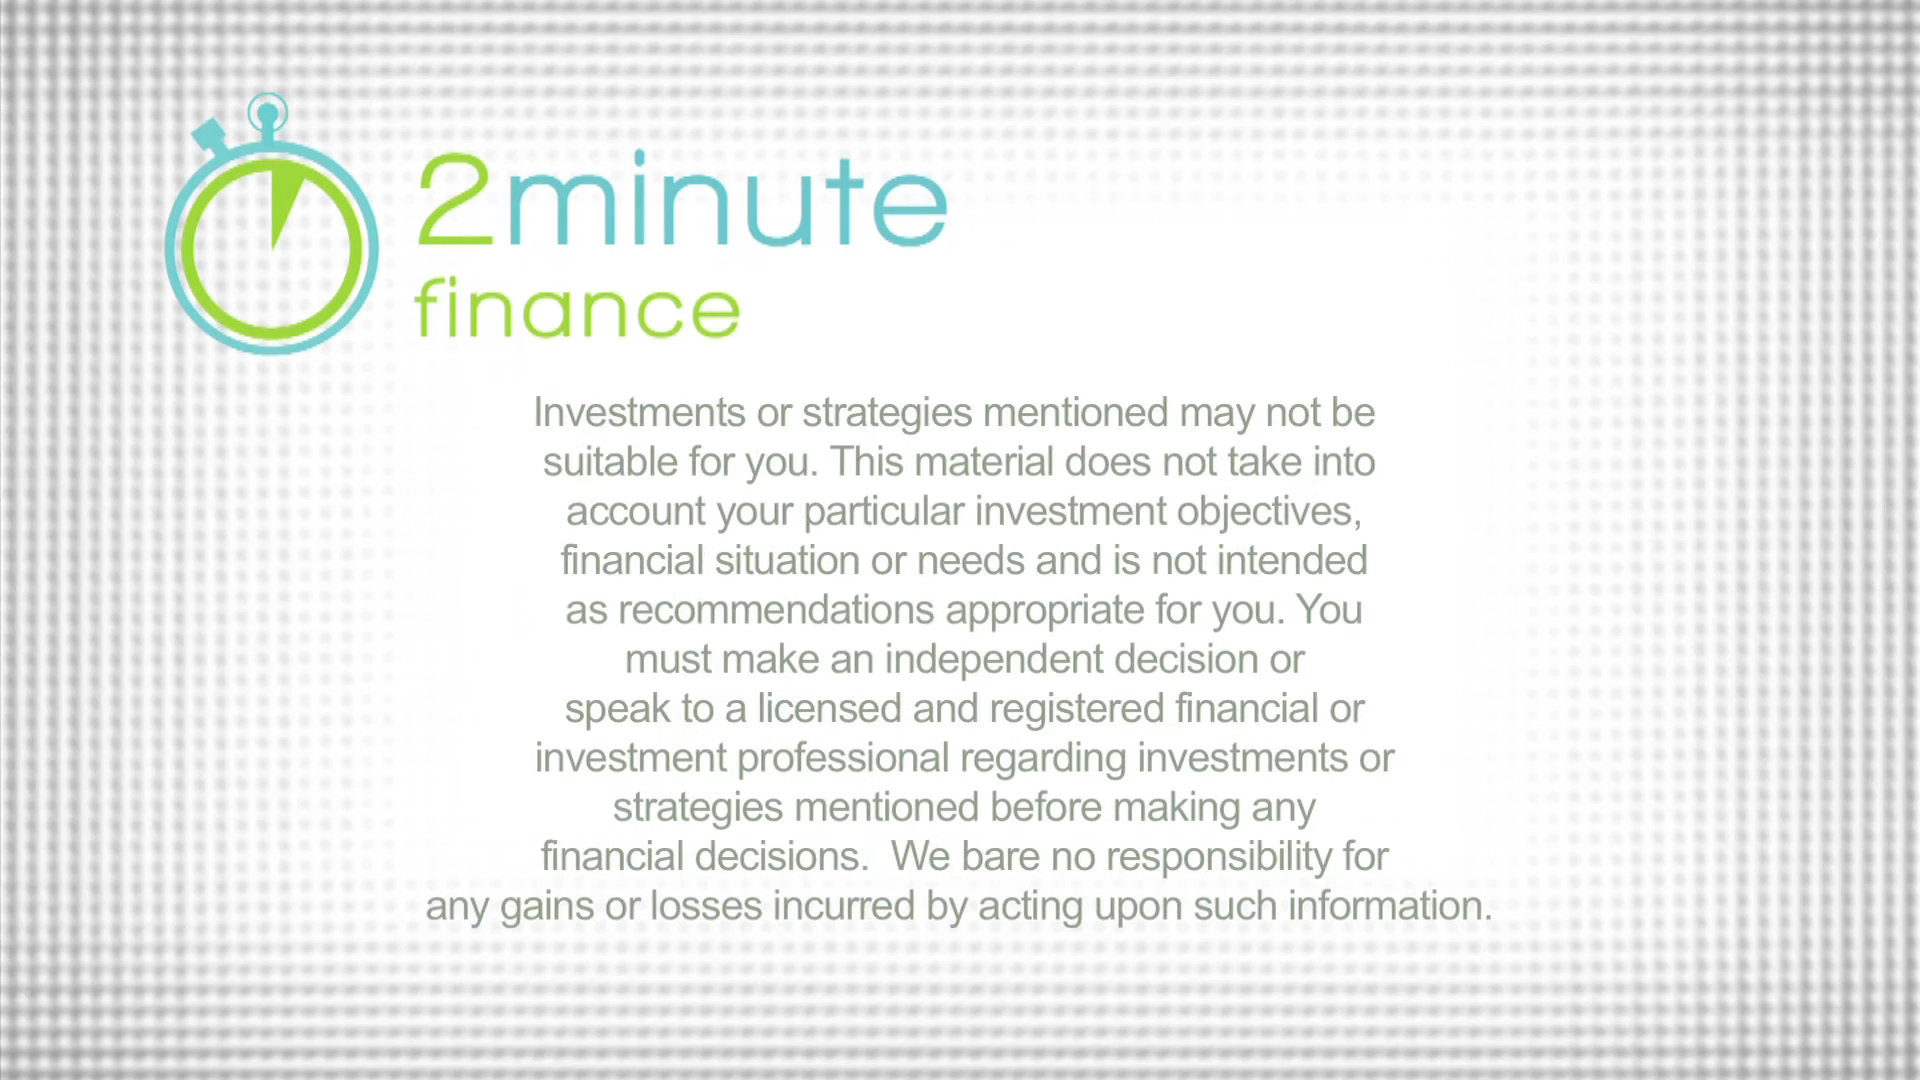 2minute
finance
Investments or strategies mentioned may not be
suitable for you. This material does not take into
account your particular investment objectives,
financial situation or needs and is not intended
as recommendations appropriate for you. You
must make an independent decision or
speak to a licensed and registered financial or
investment professional regarding investments or
strategies mentioned before making any
financial decisions.  We bare no responsibility for
any gains or losses incurred by acting upon such information.